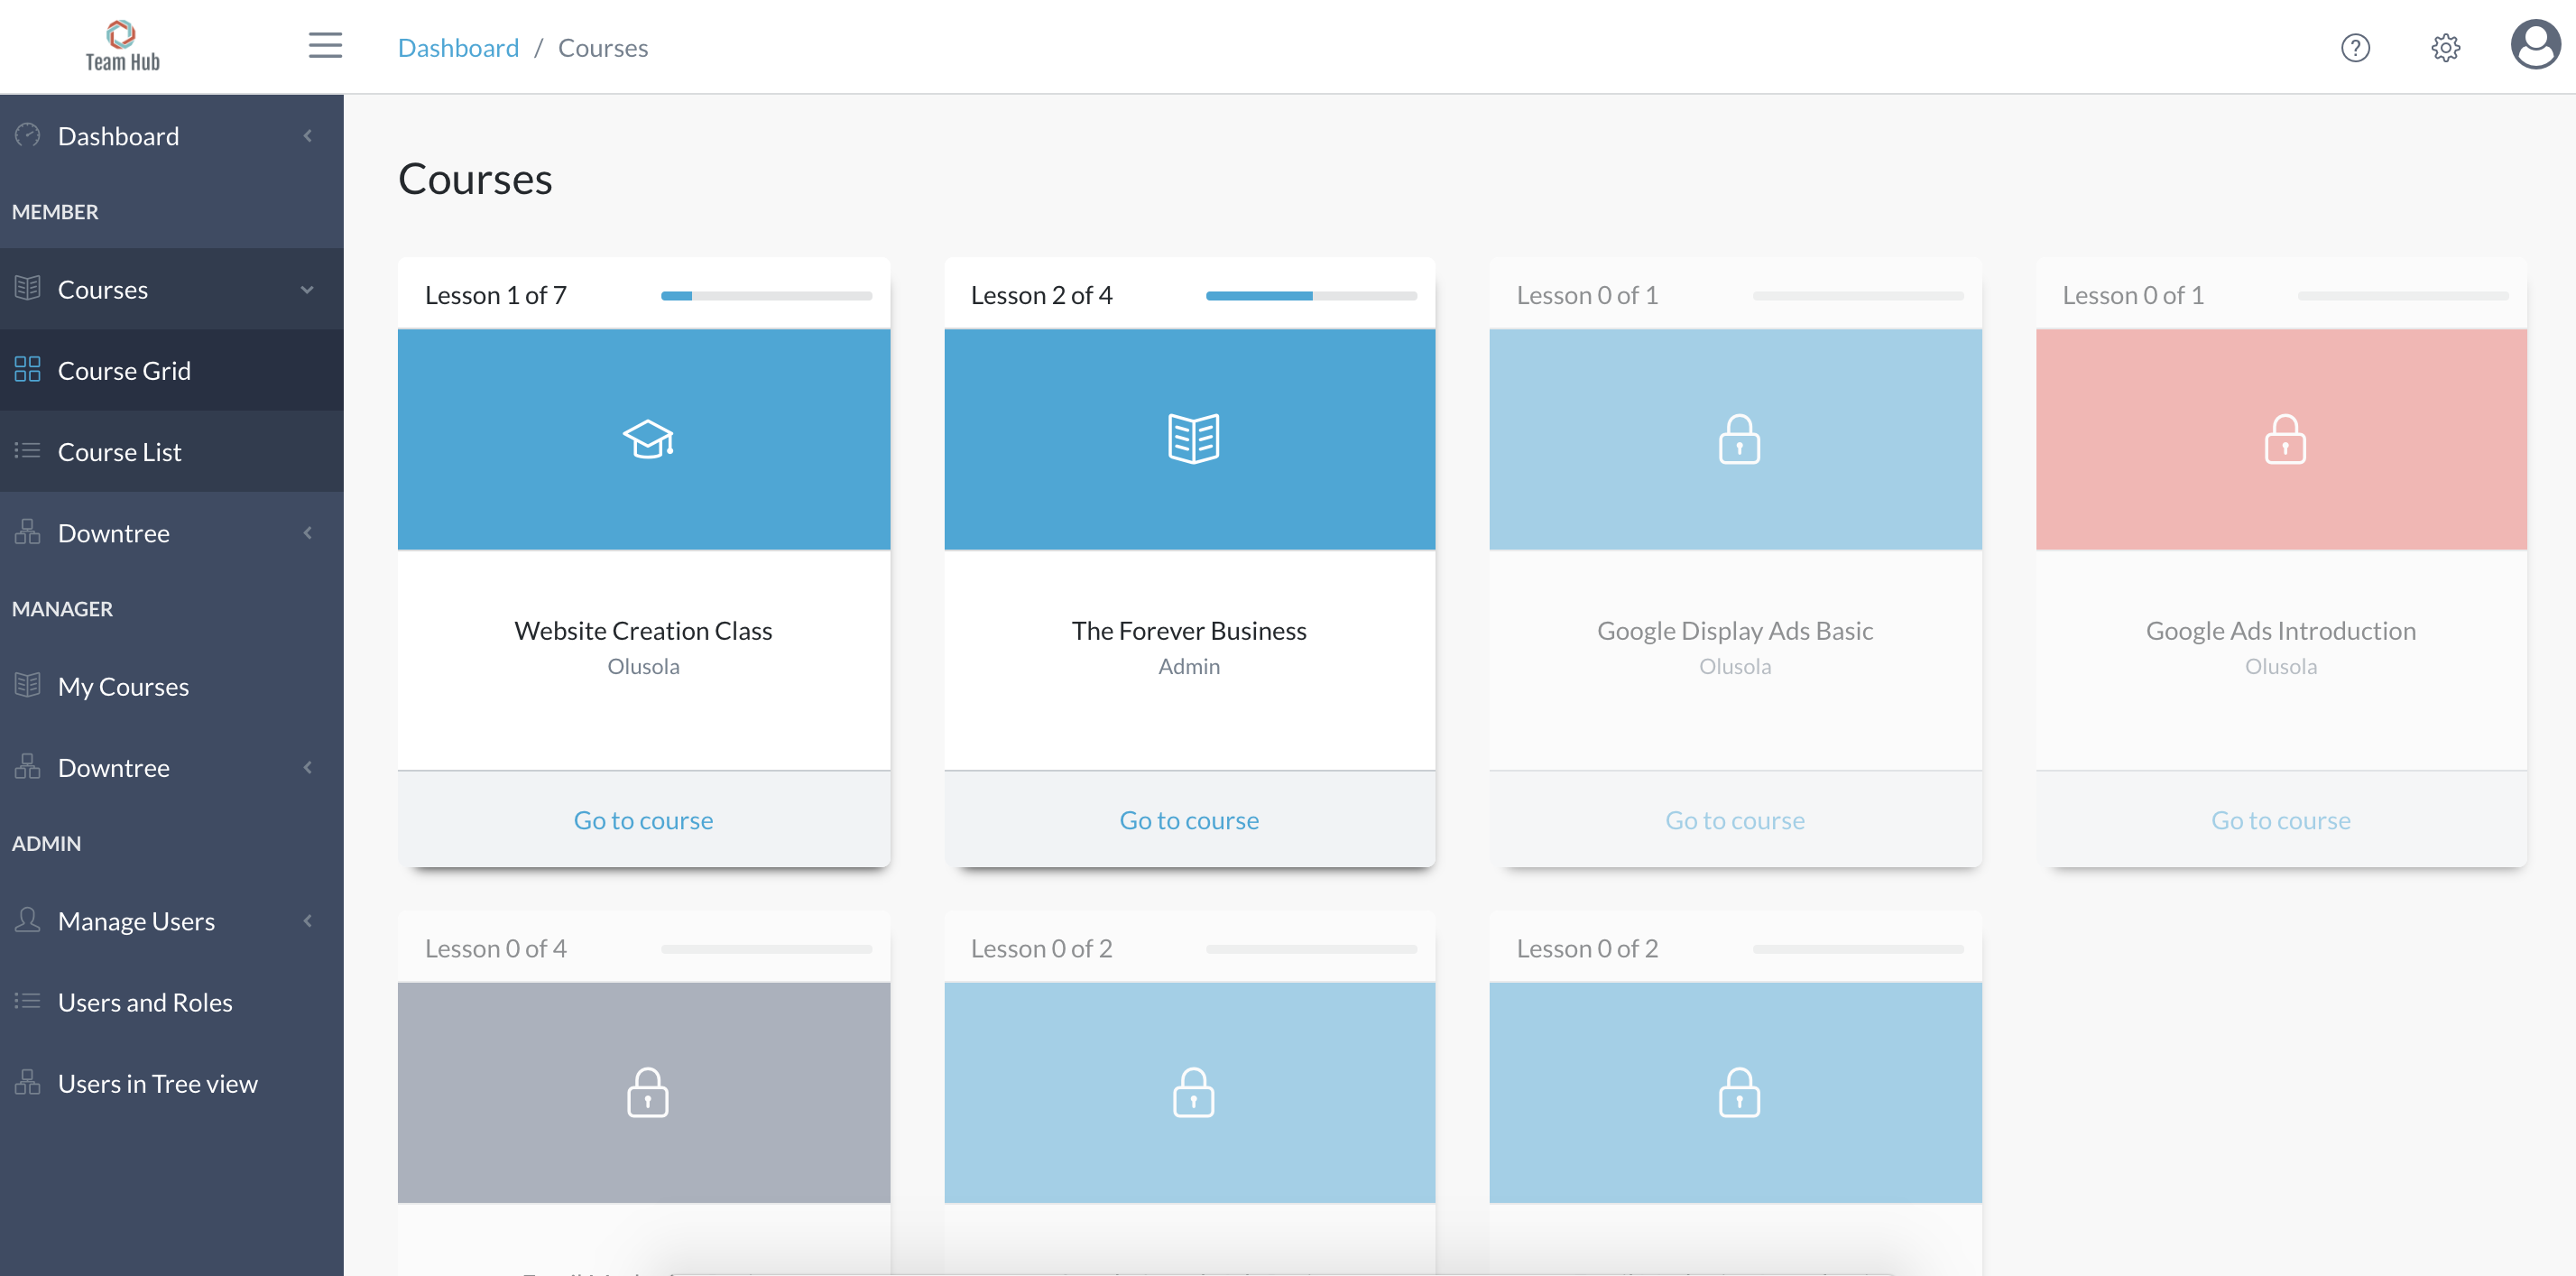 Team Hub
Dashboard / Courses
Dashboard
MEMBER
Courses
Course Grid
Course List
Downtree
MANAGER
My Courses
Downtree
ADMIN
Manage Users
Users and Roles
Users in Tree view
Courses
Lesson 1 of 7
Website Creation Class
Olusola
Go to course
Lesson 2 of 4
The Forever Business
Admin
Go to course
Lesson 0 of 1
Google Display Ads Basic
Olusola
Go to course
Lesson 0 of 1
Google Ads Introduction
Olusola
Go to course
Lesson 0 of 4
Lesson 0 of 2
Lesson 0 of 2